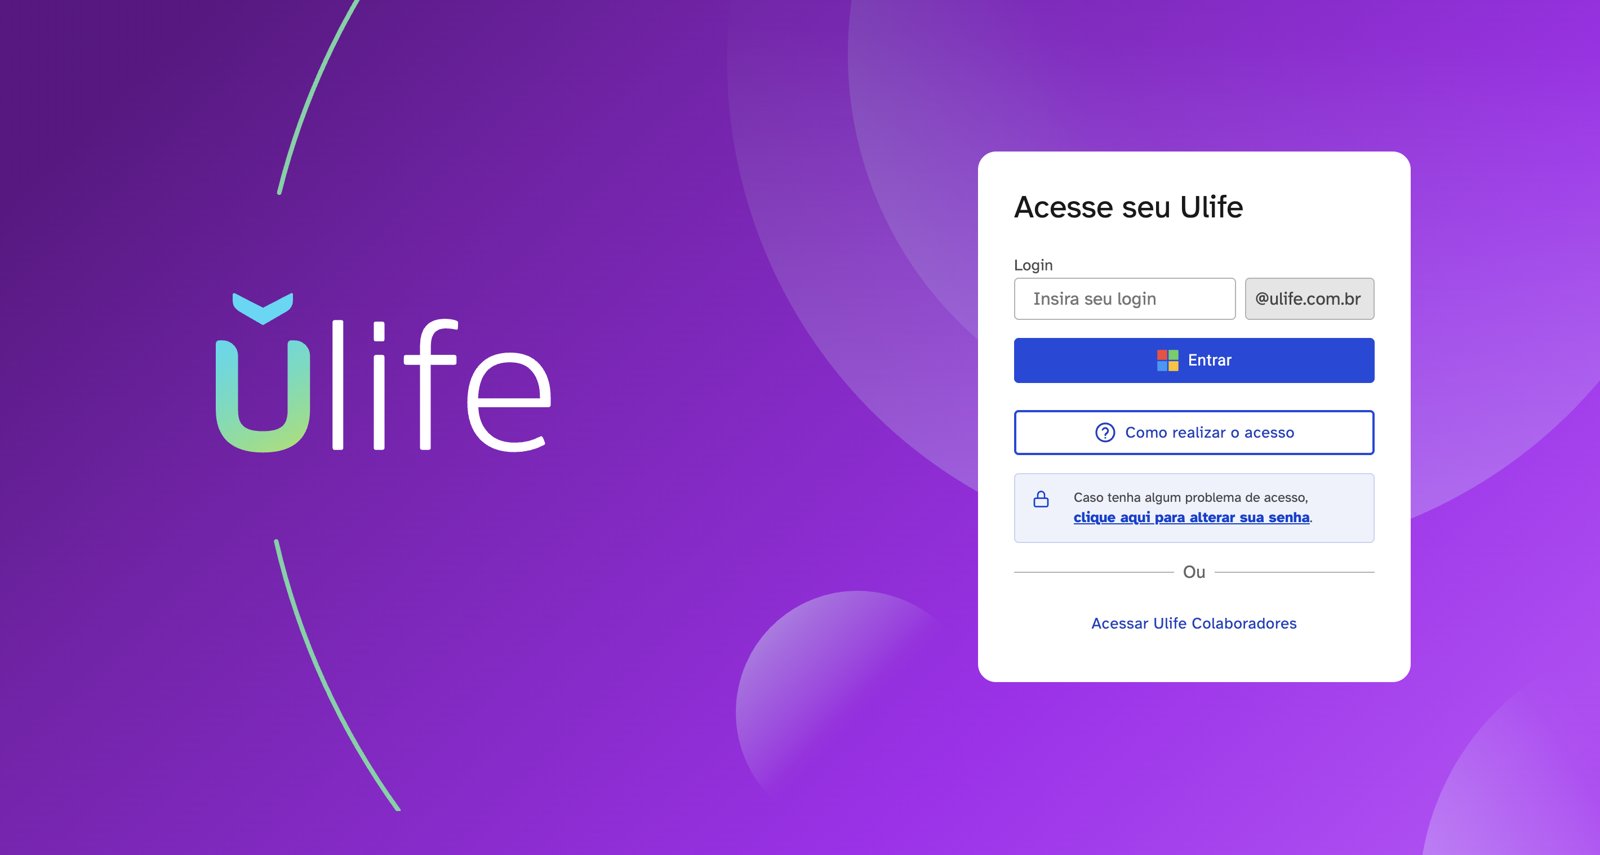 ulife
Acesse seu Ulife
Login
Insira seu login
@ulife.com.br
Entrar
Como realizar o acesso
Caso tenha algum problema de acesso,
clique aqui para alterar sua senha.
Ou
Acessar Ulife Colaboradores